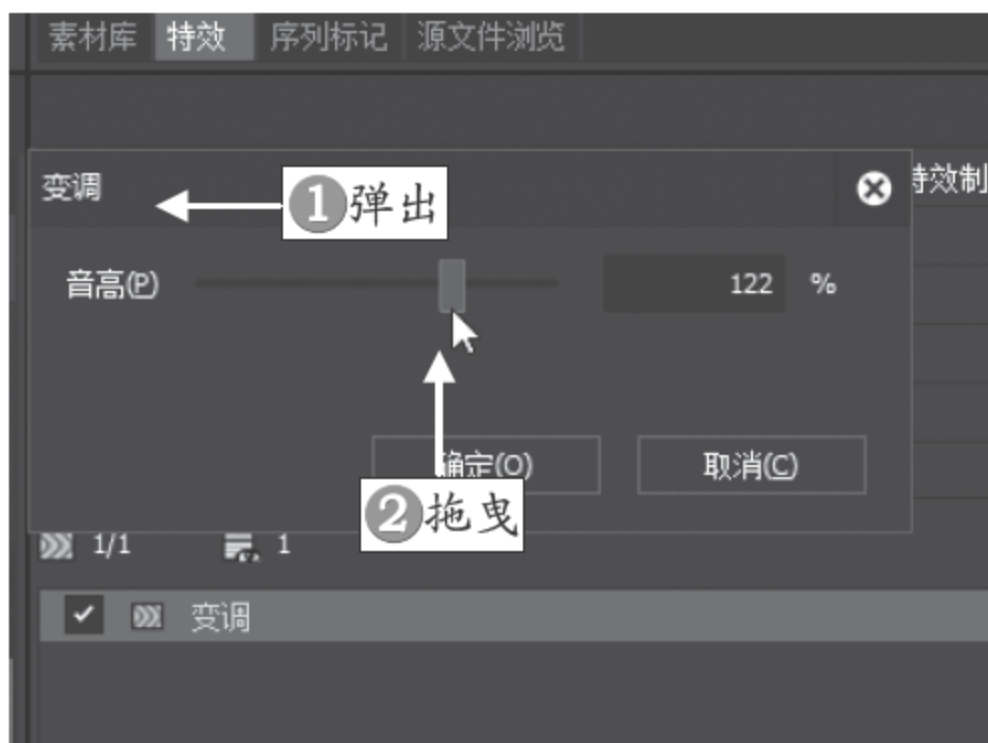 素材库 特效 序列标记 源文件浏览
变调 1弹出 特效制
音高(P) 122 %
确定(O) 取消(C)
2拖曳
1/1 1
变调